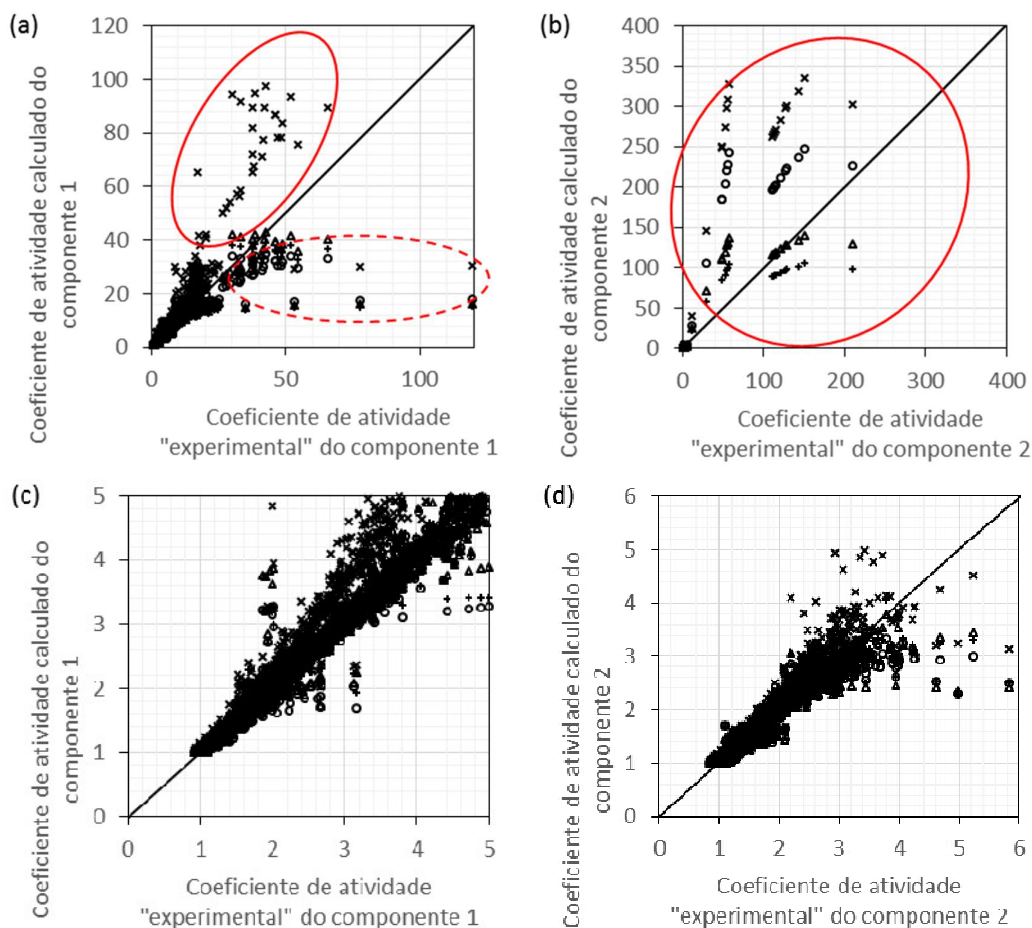 (a)
120
100
80
60
40
20
0
0 50 100
Coeficiente de atividade calculado do
componente 1
Coeficiente de atividade
"experimental" do componente 1
(b)
400
350
300
250
200
150
100
50
0
0 100 200 300 400
Coeficiente de atividade calculado do
componente 2
Coeficiente de atividade
"experimental" do componente 2
(c)
5
4
3
2
1
0
0 1 2 3 4 5
Coeficiente de atividade calculado do
componente 1
Coeficiente de atividade
"experimental" do componente 1
(d)
6
5
4
3
2
1
0
0 1 2 3 4 5 6
Coeficiente de atividade calculado do
componente 2
Coeficiente de atividade
"experimental" do componente 2